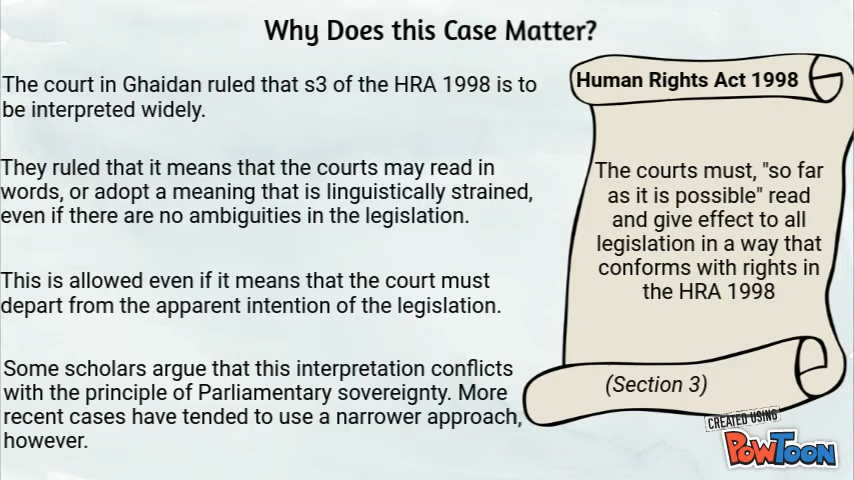 Why Does this Case Matter?
The court in Ghaidan ruled that s3 of the HRA 1998 is to
be interpreted widely.
They ruled that it means that the courts may read in
words, or adopt a meaning that is linguistically strained,
even if there are no ambiguities in the legislation.
This is allowed even if it means that the court must
depart from the apparent intention of the legislation.
Some scholars argue that this interpretation conflicts
with the principle of Parliamentary sovereignty. More
recent cases have tended to use a narrower approach,
however.
Human Rights Act 1998
The courts must, "so far
as it is possible" read
and give effect to all
legislation in a way that
conforms with rights in
the HRA 1998
(Section 3)
CREATED USING
POWTOON